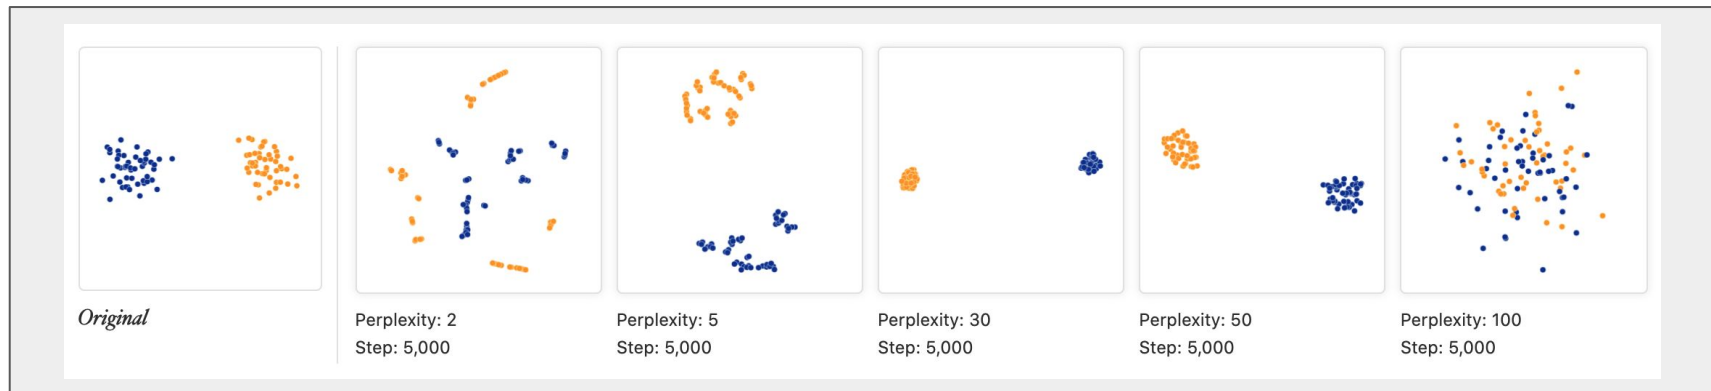 Original
Perplexity: 2
Step: 5,000
Perplexity: 5
Step: 5,000
Perplexity: 30
Step: 5,000
Perplexity: 50
Step: 5,000
Perplexity: 100
Step: 5,000